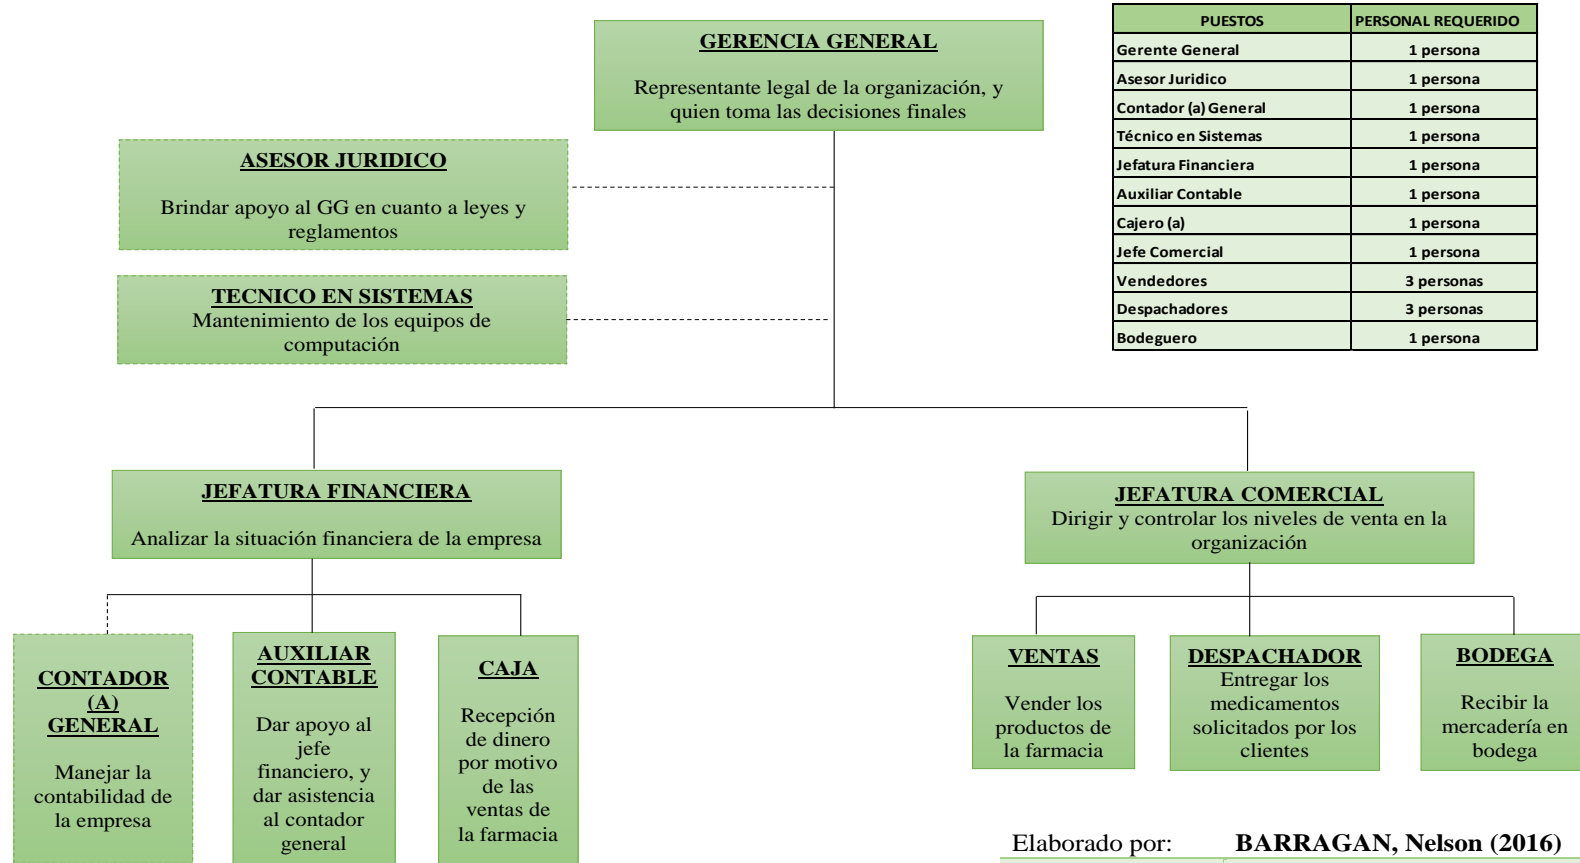 GERENCIA GENERAL
Representante legal de la organización, y
quien toma las decisiones finales
PUESTOS PERSONAL REQUERIDO
Gerente General 1 persona
Asesor Juridico 1 persona
Contador (a) General 1 persona
Técnico en Sistemas 1 persona
Jefatura Financiera 1 persona
Auxiliar Contable 1 persona
Cajero (a) 1 persona
Jefe Comercial 1 persona
Vendedores 3 personas
Despachadores 3 personas
Bodeguero 1 persona
ASESOR JURIDICO
Brindar apoyo al GG en cuanto a leyes y
reglamentos
TECNICO EN SISTEMAS
Mantenimiento de los equipos de
computación
JEFATURA FINANCIERA
Analizar la situación financiera de la empresa
JEFATURA COMERCIAL
Dirigir y controlar los niveles de venta en la
organización
CONTADOR
(A)
GENERAL
Manejar la
contabilidad de
la empresa
AUXILIAR
CONTABLE
Dar apoyo al
jefe
financiero, y
dar asistencia
al contador
general
CAJA
Recepción
de dinero
por motivo
de las
ventas de
la farmacia
VENTAS
Vender los
productos de
la farmacia
DESPACHADOR
Entregar los
medicamentos
solicitados por los
clientes
BODEGA
Recibir la
mercadería en
bodega
Elaborado por: BARRAGAN, Nelson (2016)